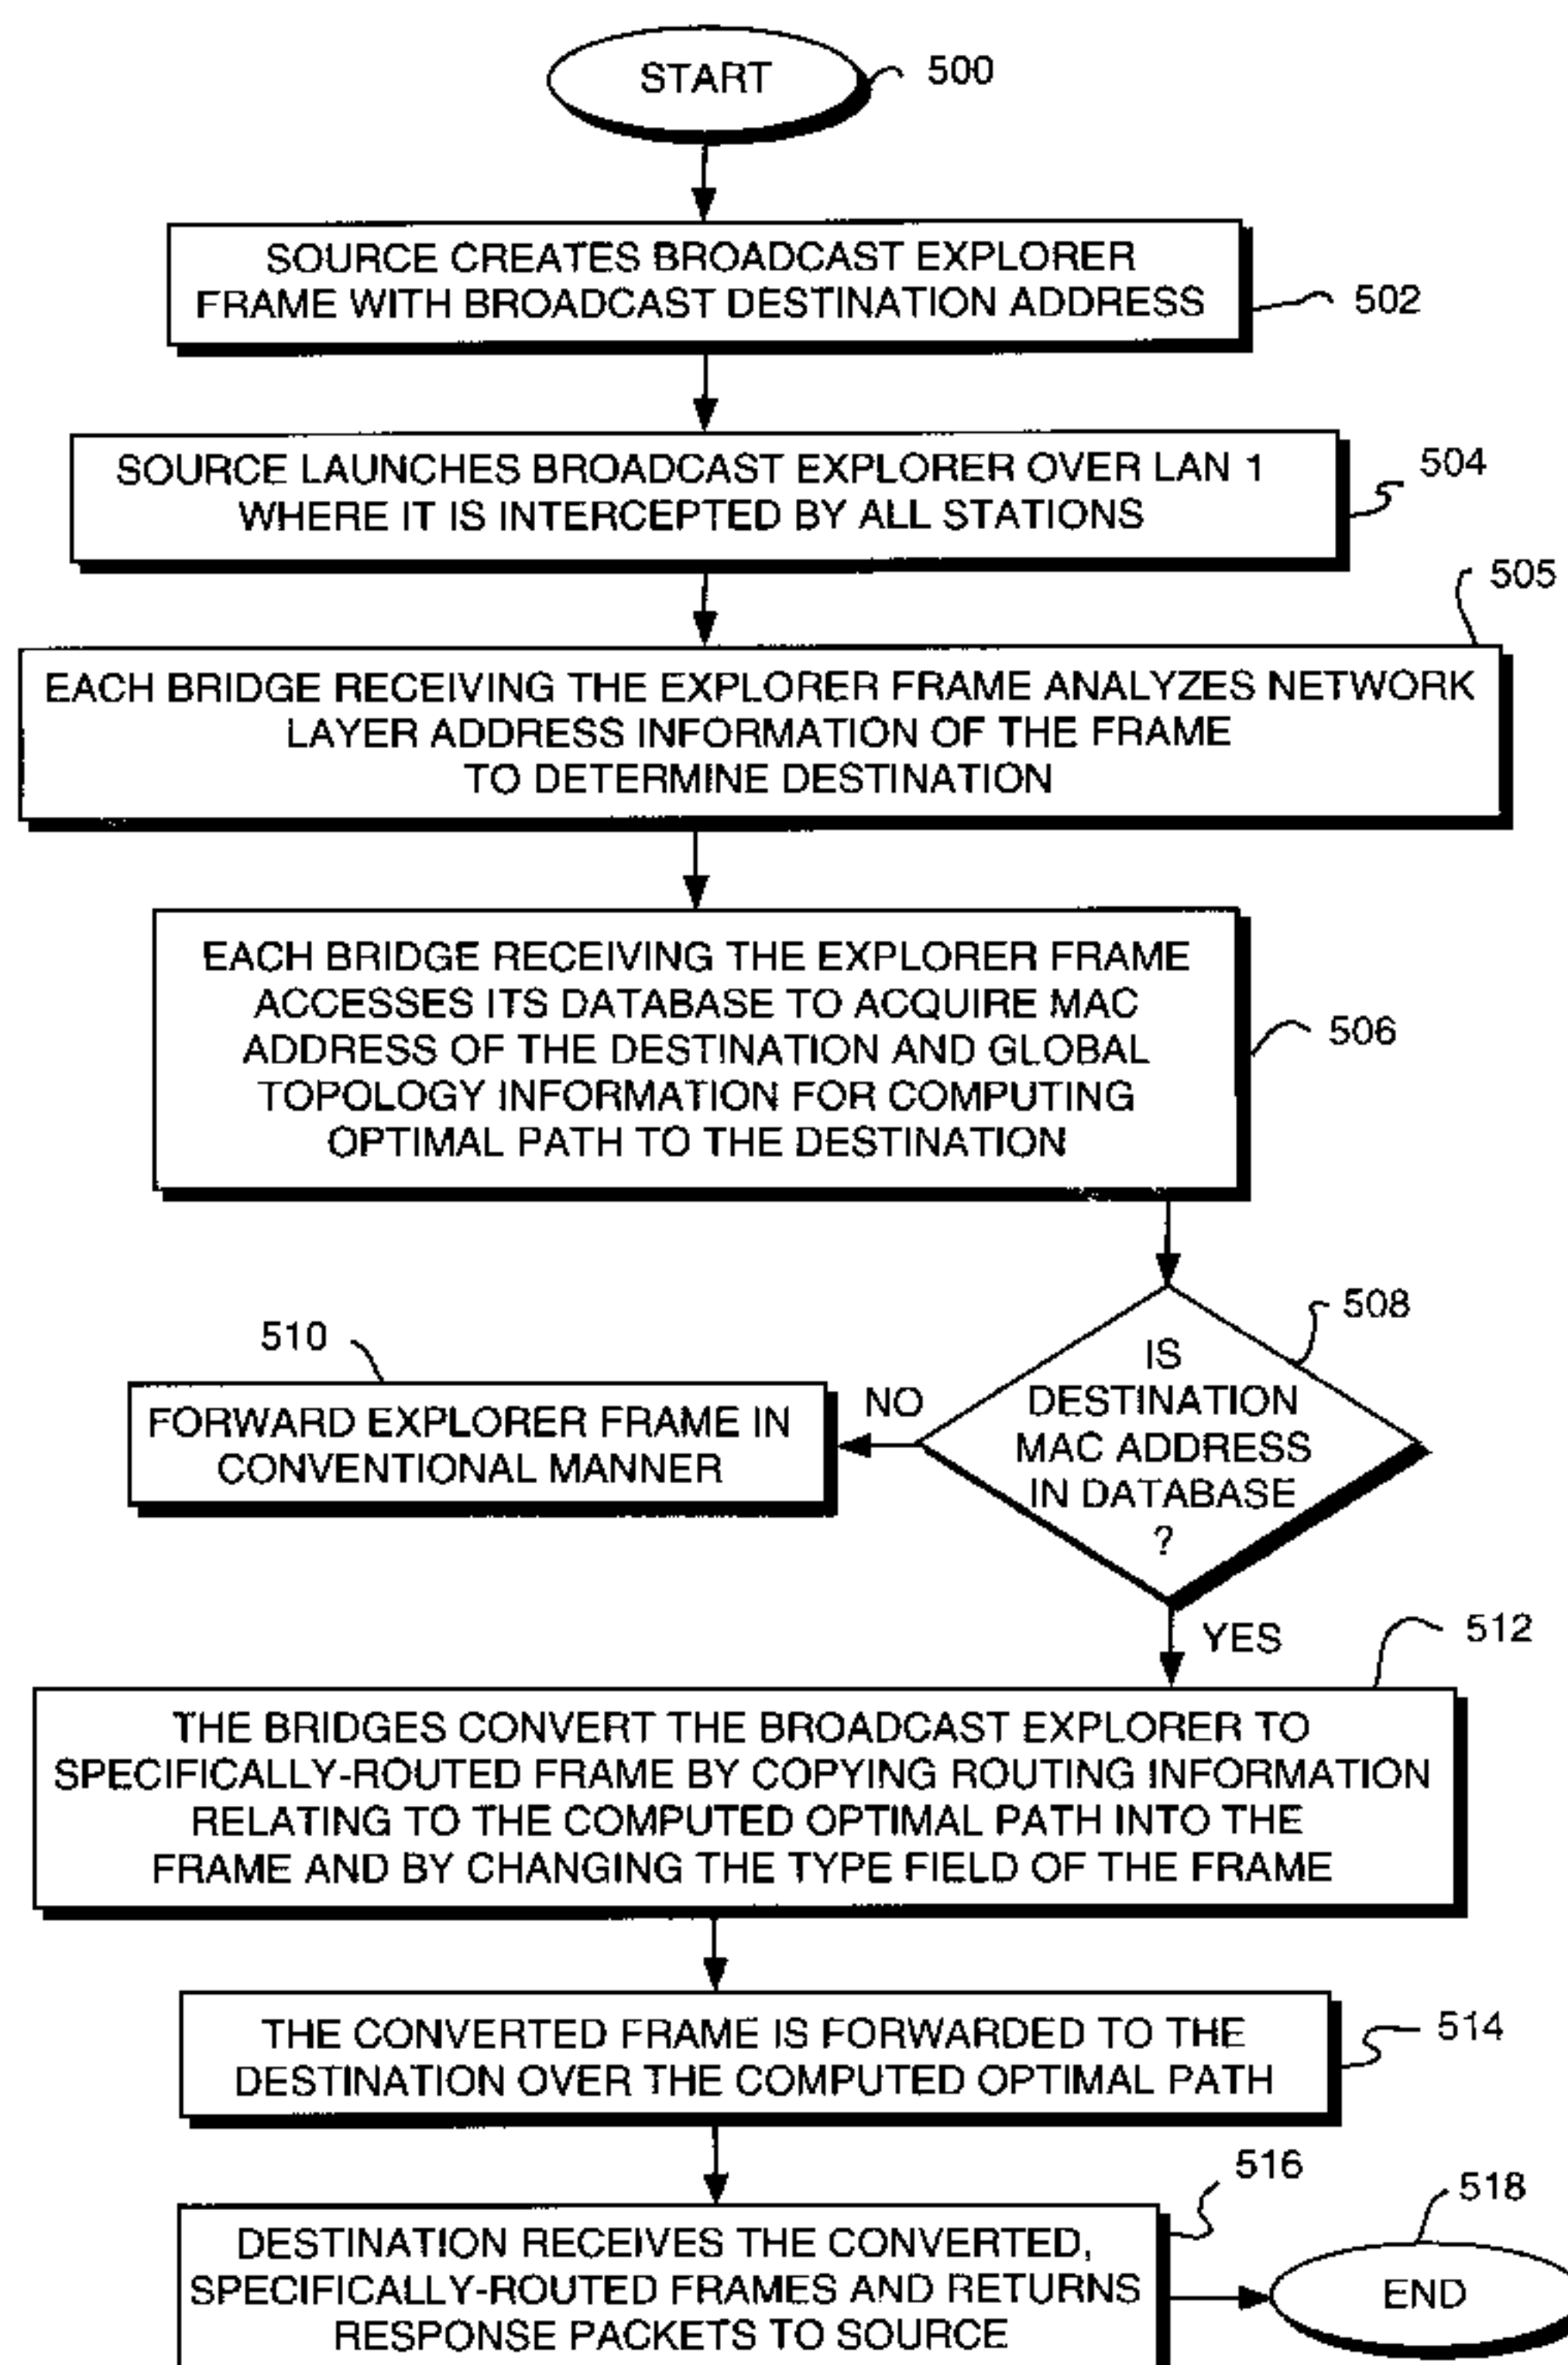 START
500
SOURCE CREATES BROADCAST EXPLORER
FRAME WITH BROADCAST DESTINATION ADDRESS
502
SOURCE LAUNCHES BROADCAST EXPLORER OVER LAN 1
WHERE IT IS INTERCEPTED BY ALL STATIONS
504
505
EACH BRIDGE RECEIVING THE EXPLORER FRAME ANALYZES NETWORK
LAYER ADDRESS INFORMATION OF THE FRAME
TO DETERMINE DESTINATION
EACH BRIDGE RECEIVING THE EXPLORER FRAME
ACCESSES ITS DATABASE TO ACQUIRE MAC
ADDRESS OF THE DESTINATION AND GLOBAL
TOPOLOGY INFORMATION FOR COMPUTING
OPTIMAL PATH TO THE DESTINATION
506
508
IS
DESTINATION
MAC ADDRESS
IN DATABASE
?
NO
510
FORWARD EXPLORER FRAME IN
CONVENTIONAL MANNER
YES
512
THE BRIDGES CONVERT THE BROADCAST EXPLORER TO
SPECIFICALLY-ROUTED FRAME BY COPYING ROUTING INFORMATION
RELATING TO THE COMPUTED OPTIMAL PATH INTO THE
FRAME AND BY CHANGING THE TYPE FIELD OF THE FRAME
THE CONVERTED FRAME IS FORWARDED TO THE
DESTINATION OVER THE COMPUTED OPTIMAL PATH
514
516
DESTINATION RECEIVES THE CONVERTED,
SPECIFICALLY-ROUTED FRAMES AND RETURNS
RESPONSE PACKETS TO SOURCE
518
END